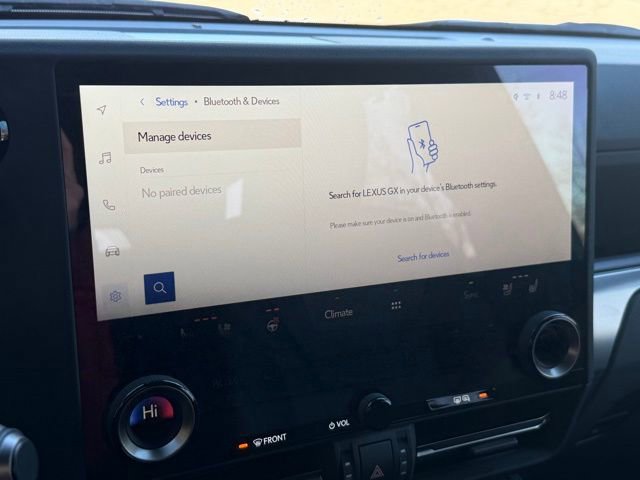 Settings • Bluetooth & Devices
8:48
Manage devices
Devices
No paired devices
Search for LEXUS GX in your device's Bluetooth settings.
Please make sure your device is on and Bluetooth is enabled.
Search for devices
Climate
Sync
Hi
FRONT
VOL